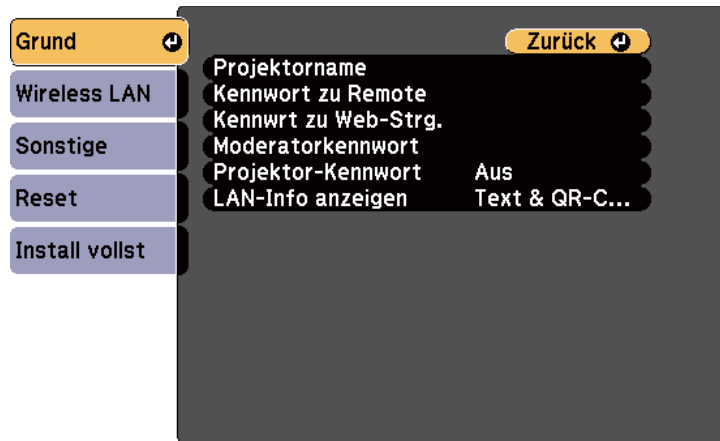 Grund
Wireless LAN
Sonstige
Reset
Install vollst
Zurück
Projektorname
Kennwort zu Remote
Kennwrt zu Web-Strg.
Moderatorkennwort
Projektor-Kennwort Aus
LAN-Info anzeigen Text & QR-C...